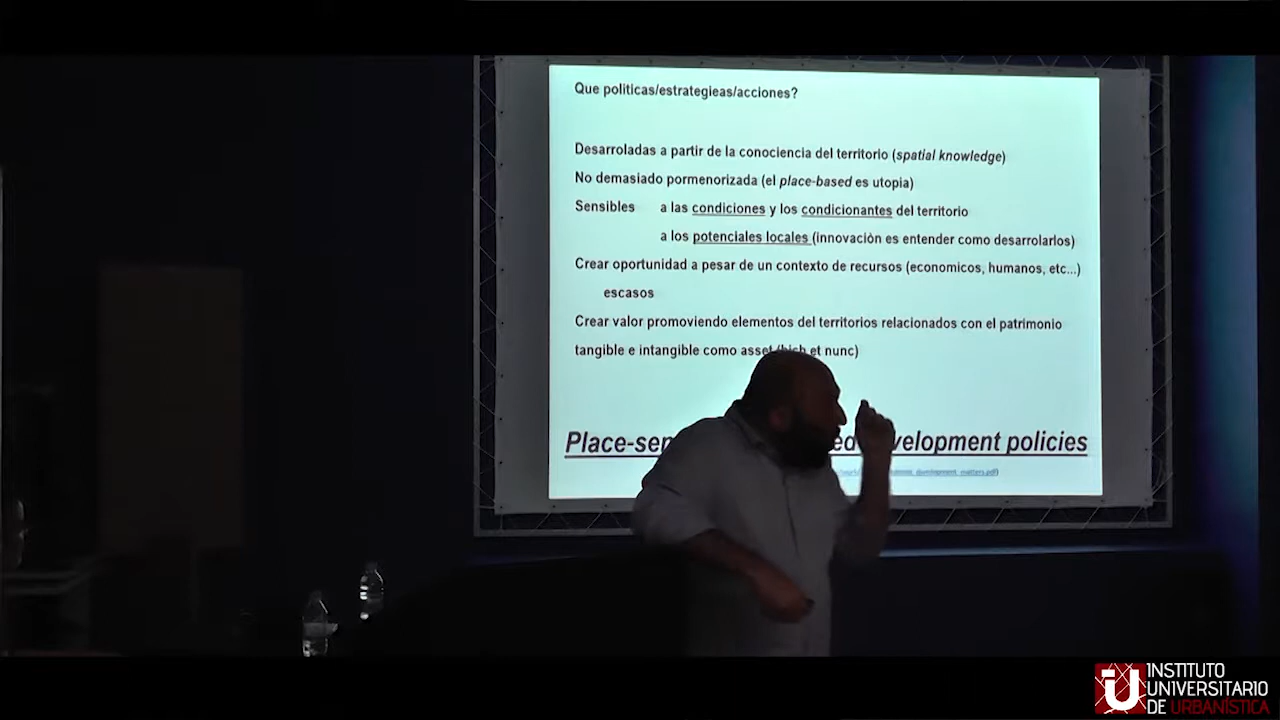 Que politicas/estrategieas/acciones?
Desarroladas a partir de la conociencia del territorio (spatial knowledge)
No demasiado pormenorizada (el place-based es utopia)
Sensibles a las condiciones y los condicionantes del territorio
a los potenciales locales (innovaciòn es entender como desarrolarlos)
Crear oportunidad a pesar de un contexto de recursos (economicos, humanos, etc...)
escasos
Crear valor promoviendo elementos del territorios relacionados con el patrimonio
tangible e intangible como asset et nunc)
development policies
INSTITUTO
UNIVERSITARIO
DE URBANÍSTICA